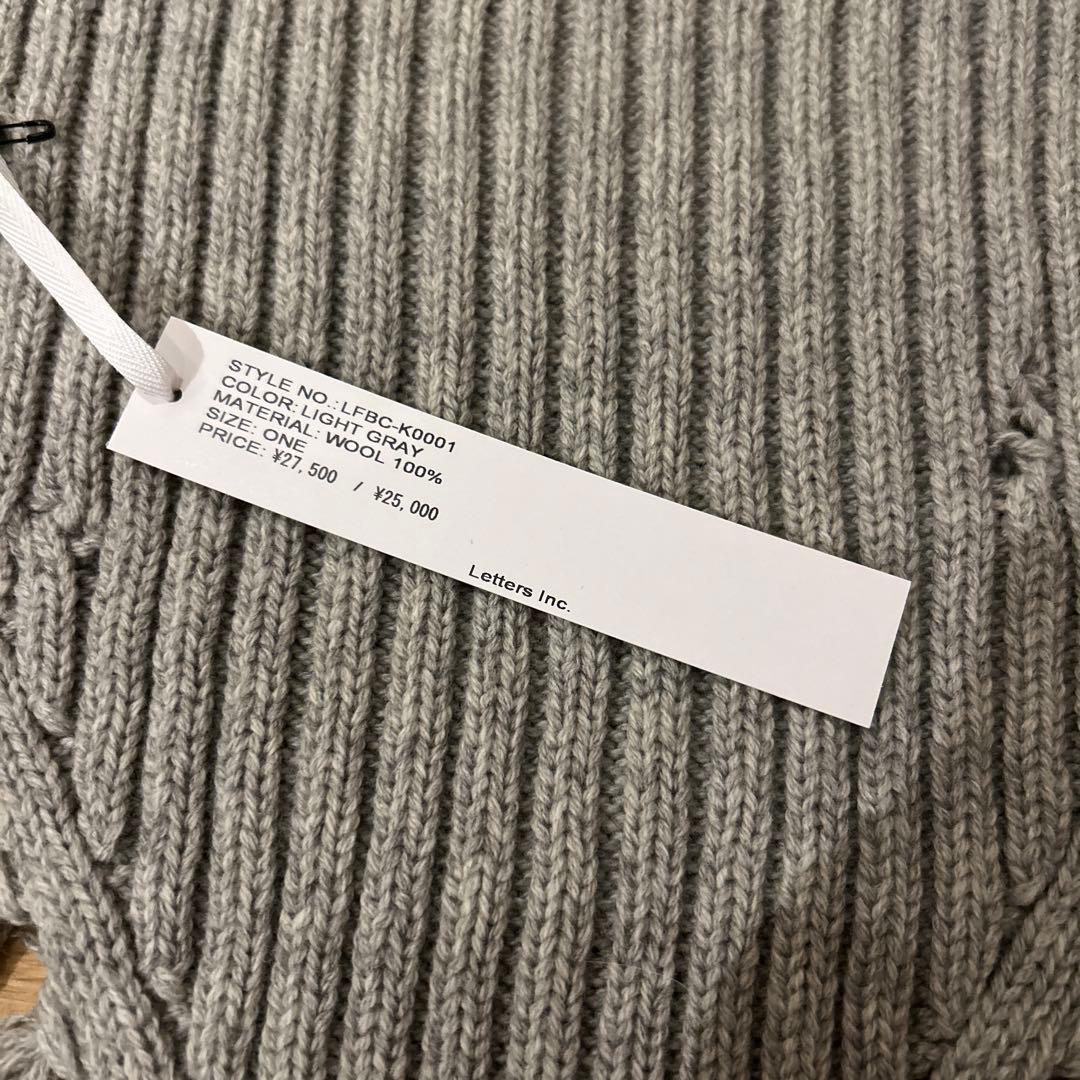 STYLE NO.: LFBC-K0001
COLOR: LIGHT GRAY
MATERIAL: WOOL 100%
SIZE: ONE
PRICE: ¥27,500 / ¥25,000
Letters Inc.